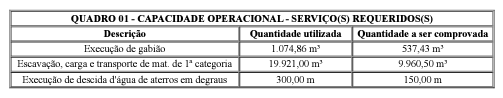 QUADRO 01 - CAPACIDADE OPERACIONAL - SERVIÇO(S) REQUERIDOS(S)
Descrição Quantidade utilizada Quantidade a ser comprovada
Execução de gabião 1.074,86 m³ 537,43 m³
Escavação, carga e transporte de mat. de 1ª categoria 19.921,00 m³ 9.960,50 m³
Execução de descida d'água de aterros em degraus 300,00 m 150,00 m